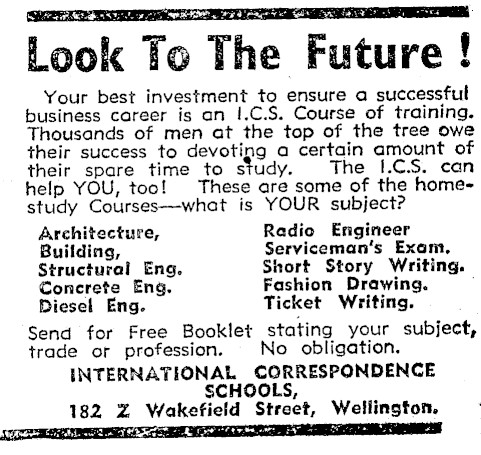 Look To The Future !
Your best investment to ensure a successful
business career is an I.C.S. Course of training.
Thousands of men at the top of the tree owe
their success to devoting a certain amount of
their spare time to study. The I.C.S. can
help YOU, too! These are some of the home-
study Courses—what is YOUR subject?
Architecture,
Building,
Structural Eng.
Concrete Eng.
Diesel Eng.
Radio Engineer
Serviceman's Exam.
Short Story Writing.
Fashion Drawing.
Ticket Writing.
Send for Free Booklet stating your subject,
trade or profession. No obligation.
INTERNATIONAL CORRESPONDENCE
SCHOOLS,
182 Z Wakefield Street, Wellington.